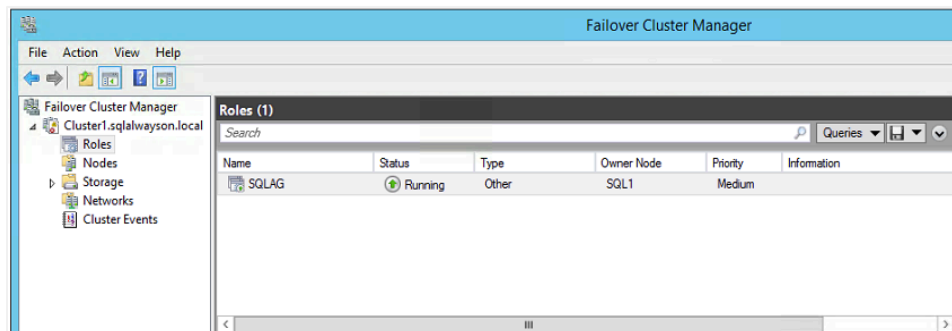 Failover Cluster Manager
File Action View Help
Failover Cluster Manager
Cluster1.sqlalwayson.local
Roles
Nodes
Storage
Networks
Cluster Events
Roles (1)
Search Queries
Name Status Type Owner Node Priority Information
SQLAG Running Other SQL1 Medium